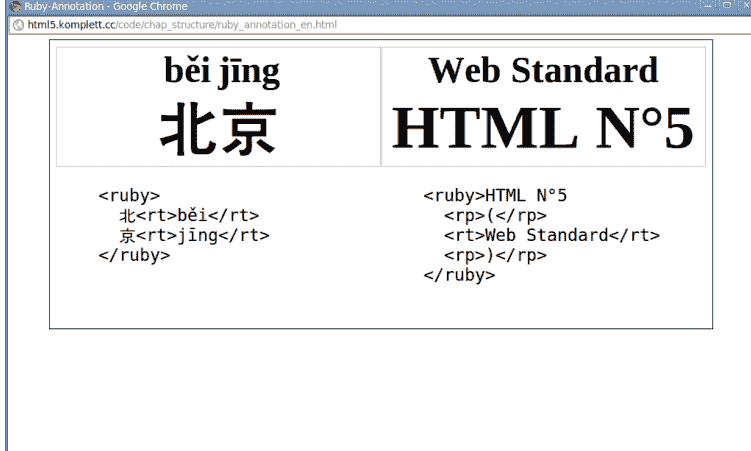 Ruby-Annotation - Google Chrome
html5.komplett.cc/code/chap_structure/ruby_annotation_en.html
běi jīng
北京
Web Standard
HTML N°5
<ruby>
北<rt>běi</rt>
京<rt>jīng</rt>
</ruby>
<ruby>HTML N°5
<rp>(</rp>
<rt>Web Standard</rt>
<rp>)</rp>
</ruby>